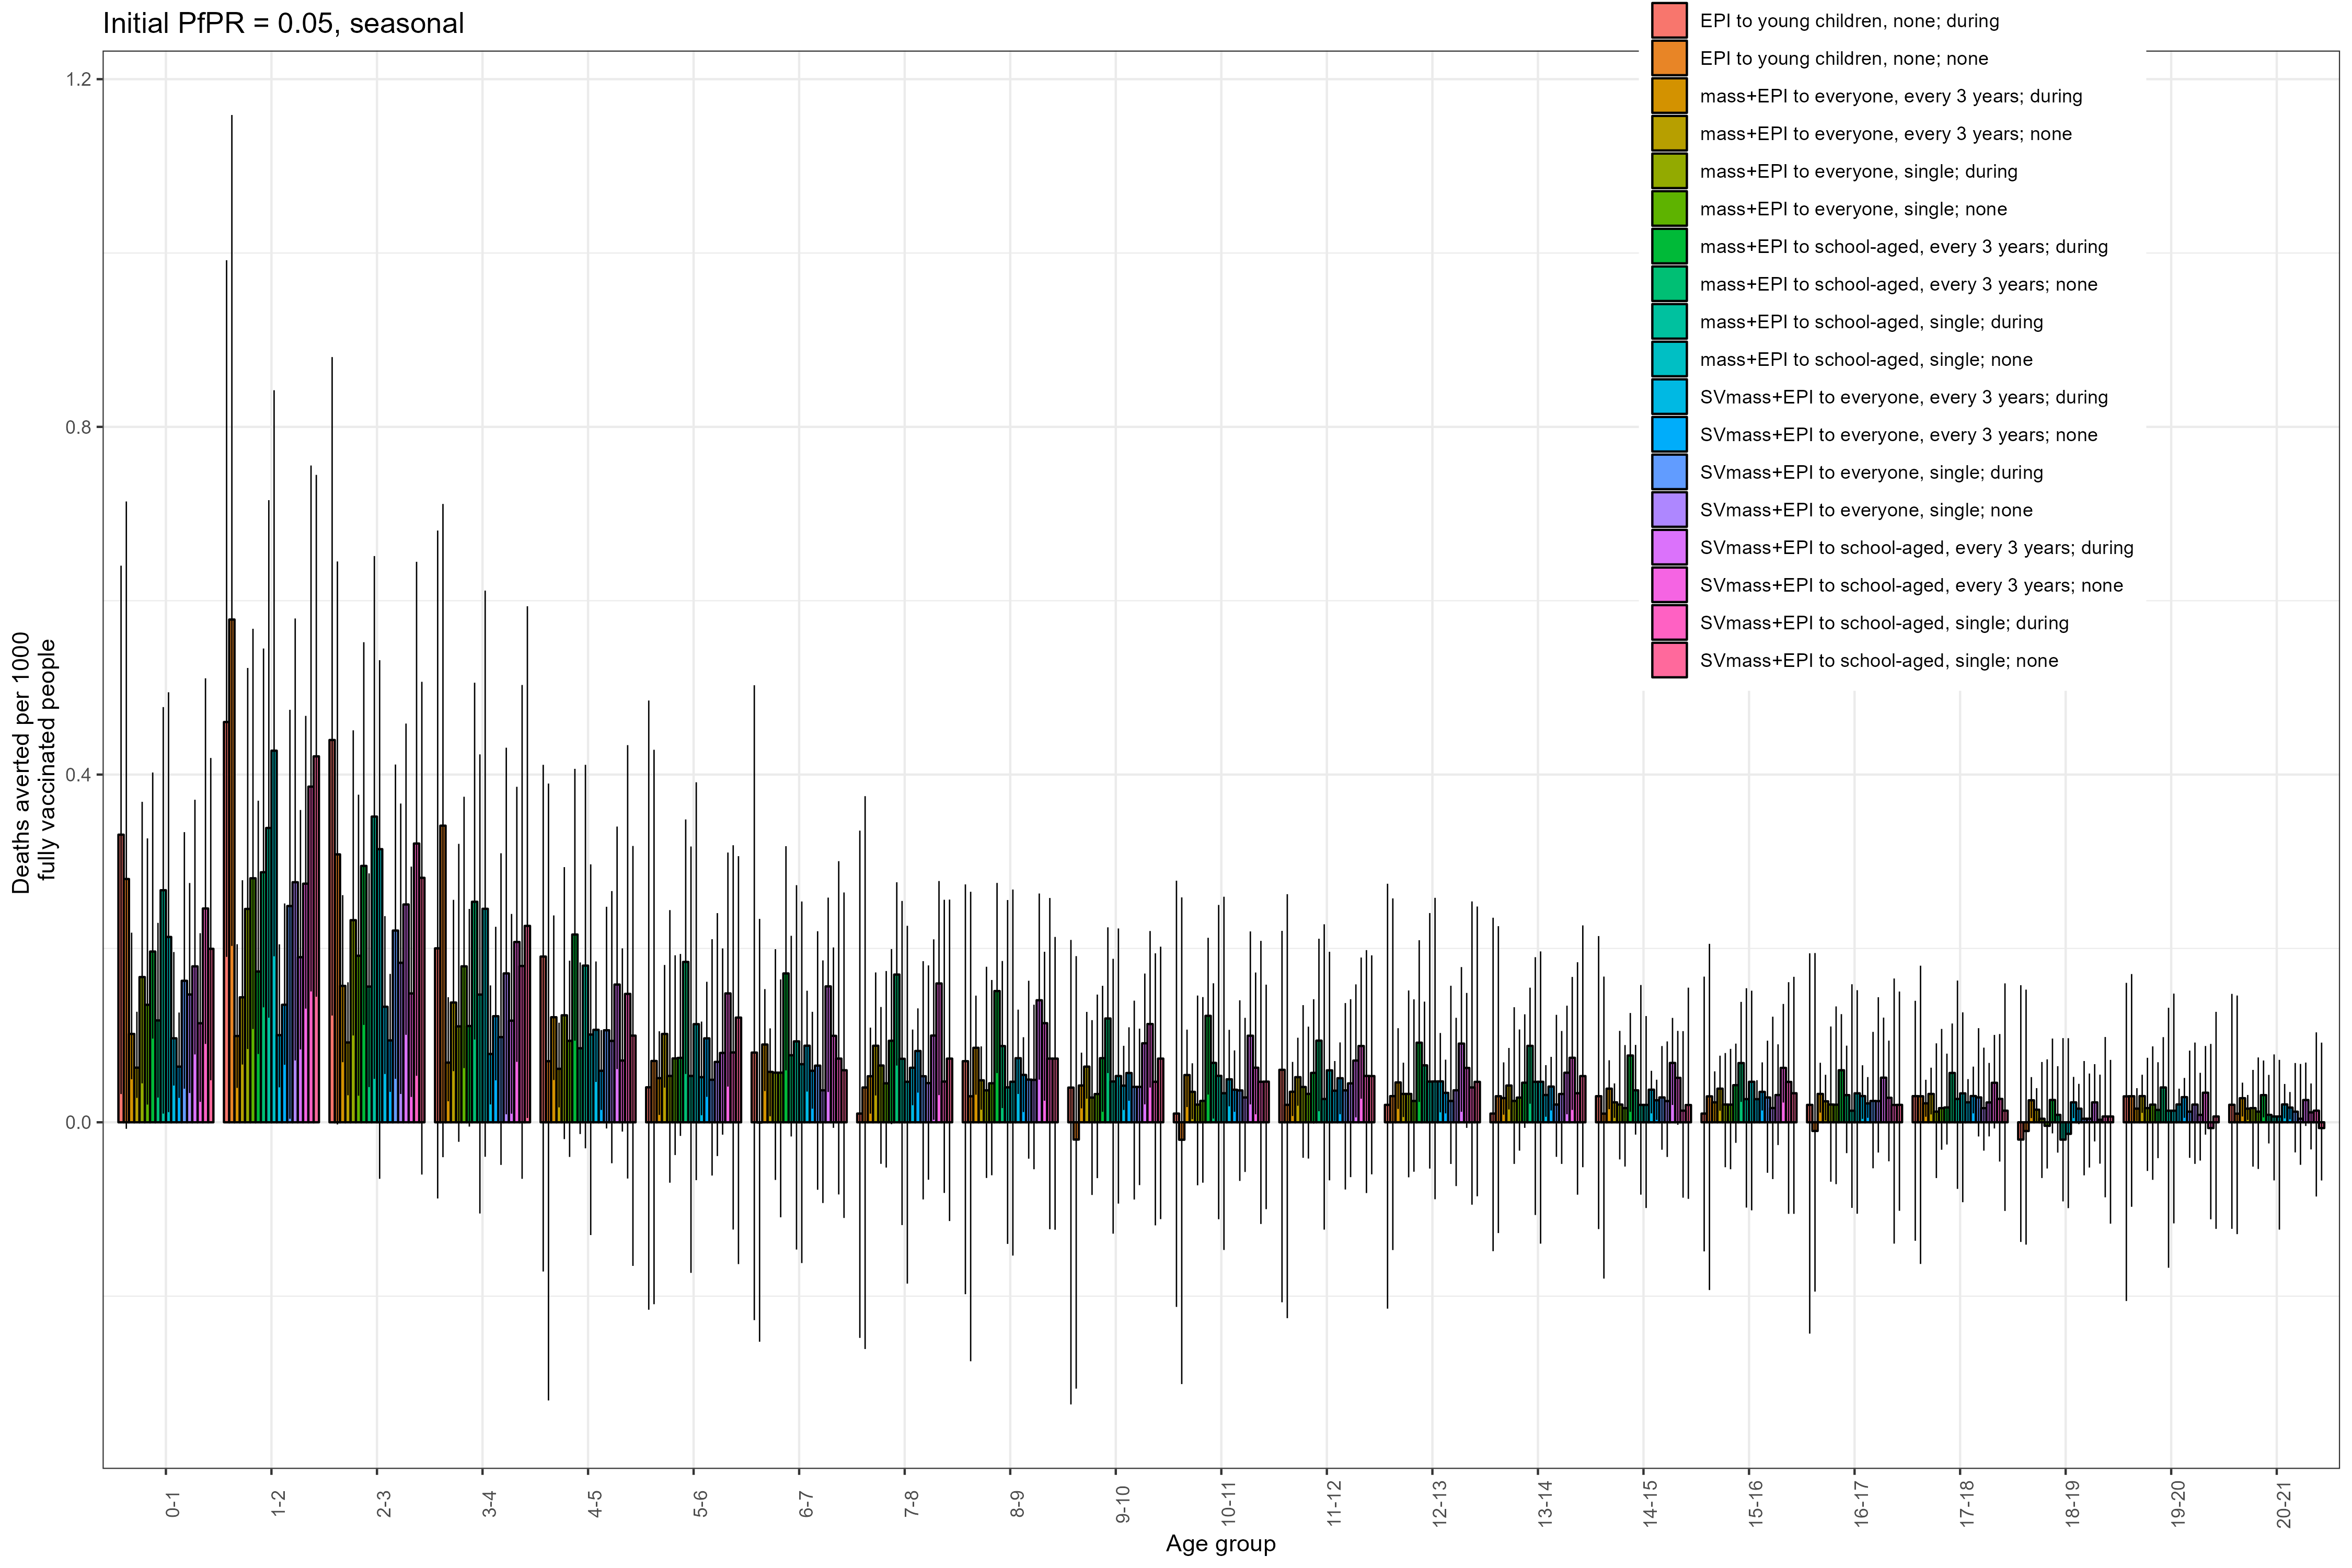 Initial PfPR = 0.05, seasonal
EPI to young children, none; during
EPI to young children, none; none
mass+EPI to everyone, every 3 years; during
mass+EPI to everyone, every 3 years; none
mass+EPI to everyone, single; during
mass+EPI to everyone, single; none
mass+EPI to school-aged, every 3 years; during
mass+EPI to school-aged, every 3 years; none
mass+EPI to school-aged, single; during
mass+EPI to school-aged, single; none
SVmass+EPI to everyone, every 3 years; during
SVmass+EPI to everyone, every 3 years; none
SVmass+EPI to everyone, single; during
SVmass+EPI to everyone, single; none
SVmass+EPI to school-aged, every 3 years; during
SVmass+EPI to school-aged, every 3 years; none
SVmass+EPI to school-aged, single; during
SVmass+EPI to school-aged, single; none
Deaths averted per 1000
fully vaccinated people
1.2
0.8
0.4
0.0
0-1
1-2
2-3
3-4
4-5
5-6
6-7
7-8
8-9
9-10
10-11
11-12
12-13
13-14
14-15
15-16
16-17
17-18
18-19
19-20
20-21
Age group